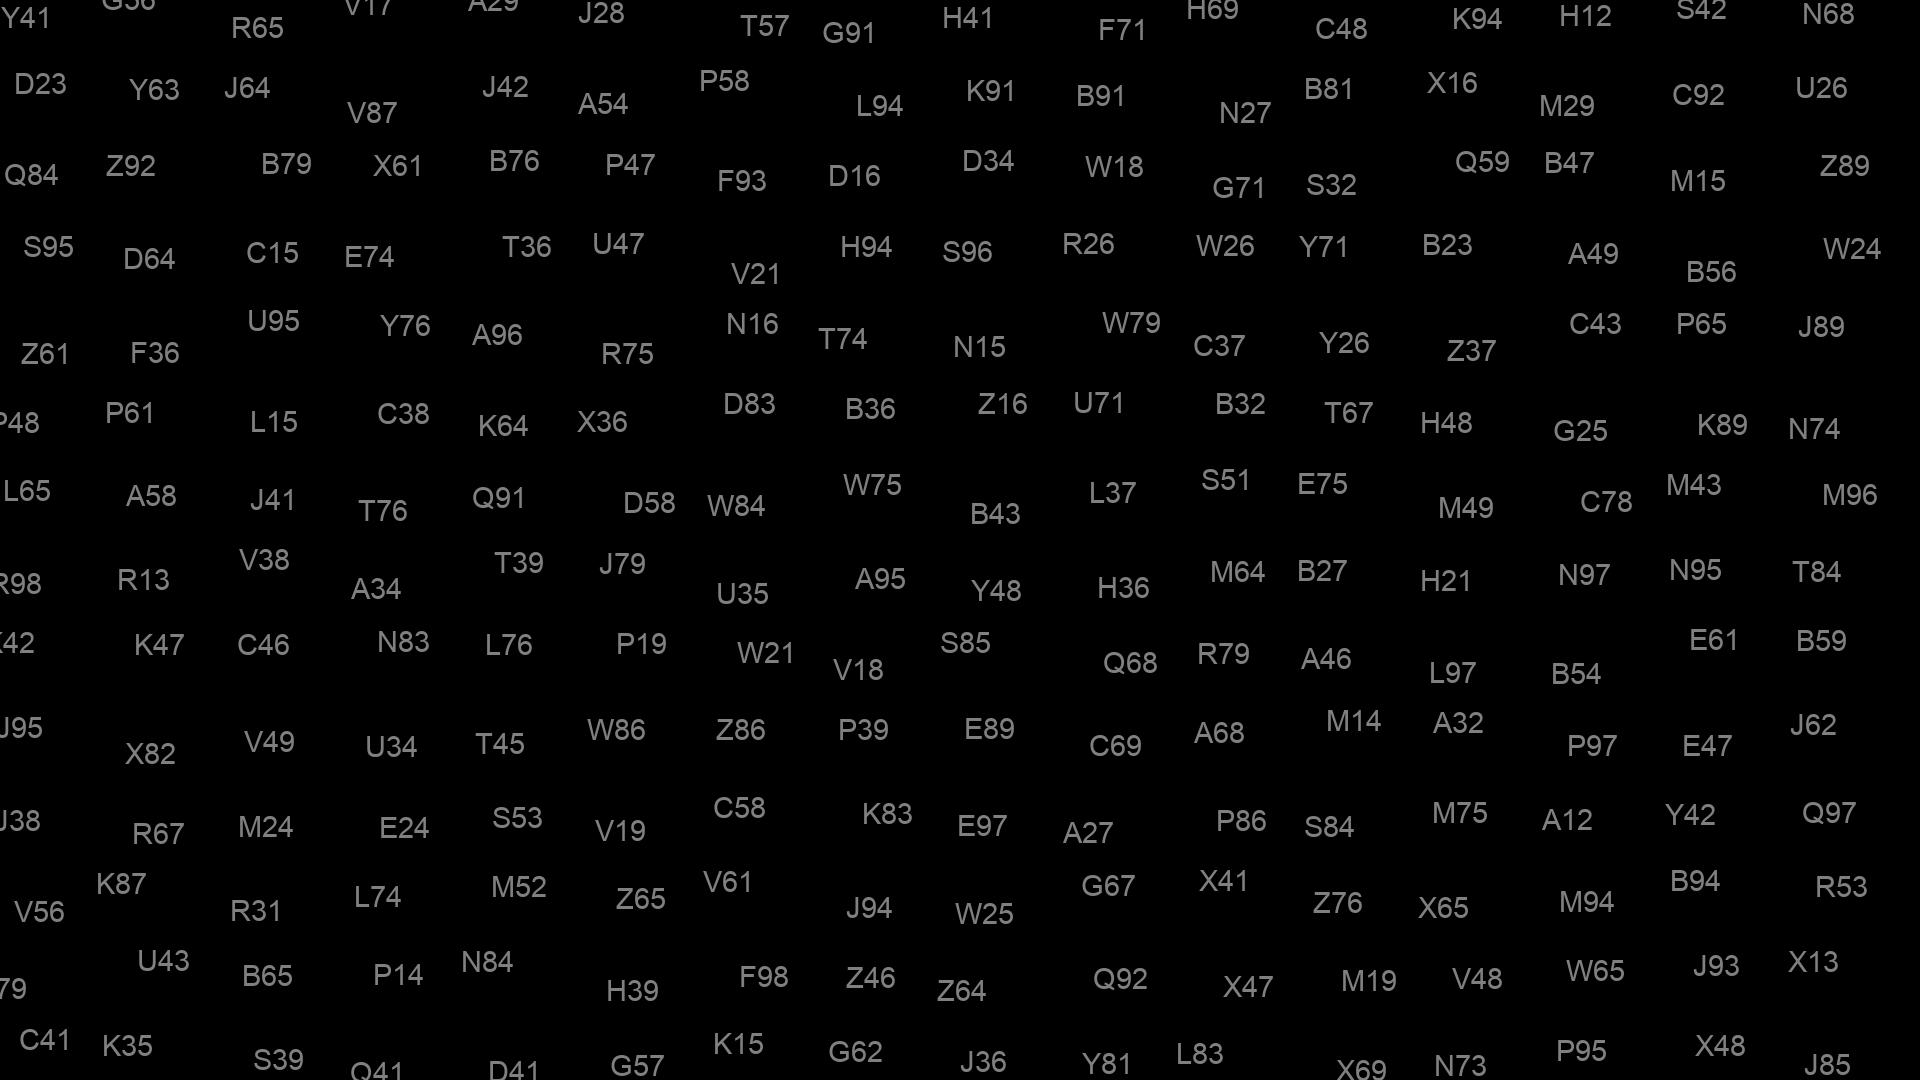 Y41 G56 R65 V17 A29 J28 T57 G91 H41 F71 H69 C48 K94 H12 S42 N68
D23 Y63 J64 V87 J42 A54 P58 L94 K91 B91 N27 B81 X16 M29 C92 U26
Q84 Z92 B79 X61 B76 P47 F93 D16 D34 W18 G71 S32 Q59 B47 M15 Z89
S95 D64 C15 E74 T36 U47 V21 H94 S96 R26 W26 Y71 B23 A49 B56 W24
Z61 F36 U95 Y76 A96 R75 N16 T74 N15 W79 C37 Y26 Z37 C43 P65 J89
P48 P61 L15 C38 K64 X36 D83 B36 Z16 U71 B32 T67 H48 G25 K89 N74
L65 A58 J41 T76 Q91 D58 W84 W75 B43 L37 S51 E75 M49 C78 M43 M96
R98 R13 V38 A34 T39 J79 U35 A95 Y48 H36 M64 B27 H21 N97 N95 T84
K47 C46 N83 L76 P19 W21 V18 S85 Q68 R79 A46 L97 B54 E61 B59
J95 X82 V49 U34 T45 W86 Z86 P39 E89 C69 A68 M14 A32 P97 E47 J62
J38 R67 M24 E24 S53 V19 C58 K83 E97 A27 P86 S84 M75 A12 Y42 Q97
V56 K87 R31 L74 M52 Z65 V61 J94 W25 G67 X41 Z76 X65 M94 B94 R53
79 U43 B65 P14 N84 H39 F98 Z46 Z64 Q92 X47 M19 V48 W65 J93 X13
C41 K35 S39 Q41 D41 G57 K15 G62 J36 Y81 L83 X69 N73 P95 X48 J85